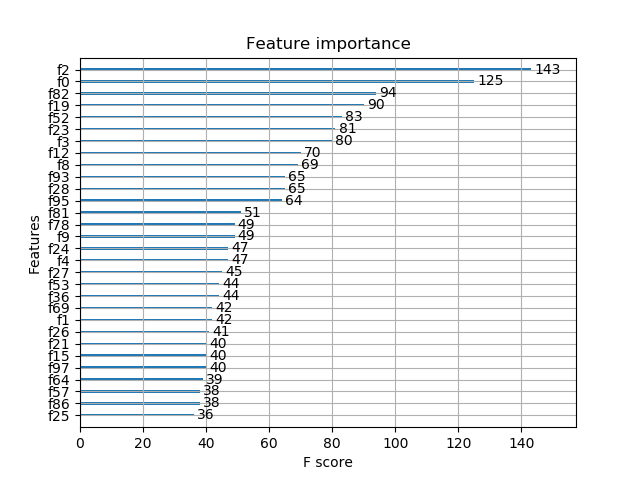 Feature importance
f2 143
f0 125
f82 94
f19 90
f52 83
f23 81
f3 80
f12 70
f8 69
f93 65
f28 65
f95 64
f81 51
f78 49
f9 49
f24 47
f4 47
f27 45
f53 44
f36 44
f69 42
f1 42
f26 41
f21 40
f15 40
f97 40
f64 39
f57 38
f86 38
f25 36
Features
0 20 40 60 80 100 120 140
F score